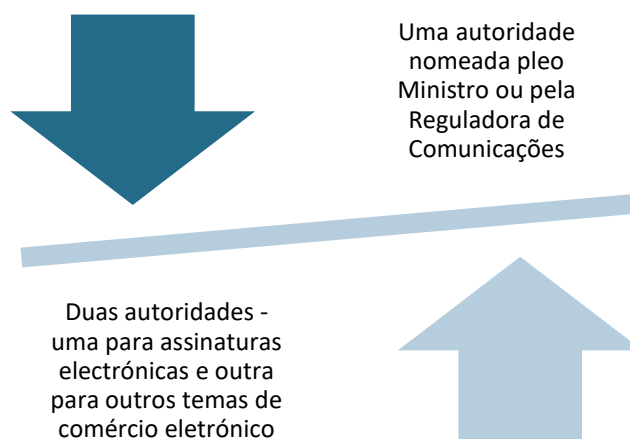 Uma autoridade
nomeada pleo
Ministro ou pela
Reguladora de
Comunicações
Duas autoridades -
uma para assinaturas
electrónicas e outra
para outros temas de
comércio eletrónico